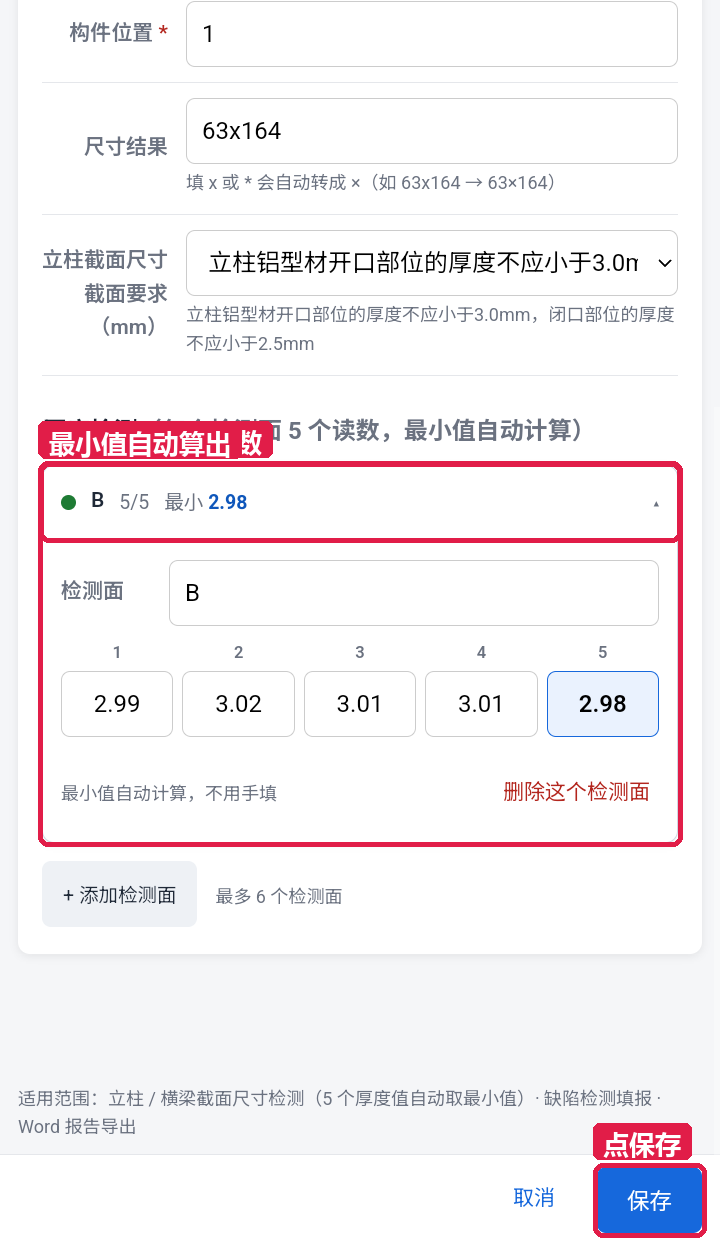 构件位置 *
1
尺寸结果
63x164
填 x 或 * 会自动转成 ×（如 63x164 → 63×164）
立柱截面尺寸
截面要求
（mm）
立柱铝型材开口部位的厚度不应小于3.0m
立柱铝型材开口部位的厚度不应小于3.0mm，闭口部位的厚度
不应小于2.5mm
5 个读数，最小值自动计算）
最小值自动算出 数
B 5/5 最小 2.98
检测面
B
1 2 3 4 5
2.99 3.02 3.01 3.01 2.98
最小值自动计算，不用手填
删除这个检测面
+ 添加检测面
最多 6 个检测面
适用范围：立柱 / 横梁截面尺寸检测（5 个厚度值自动取最小值）· 缺陷检测填报 ·
Word 报告导出
点保存
取消
保存